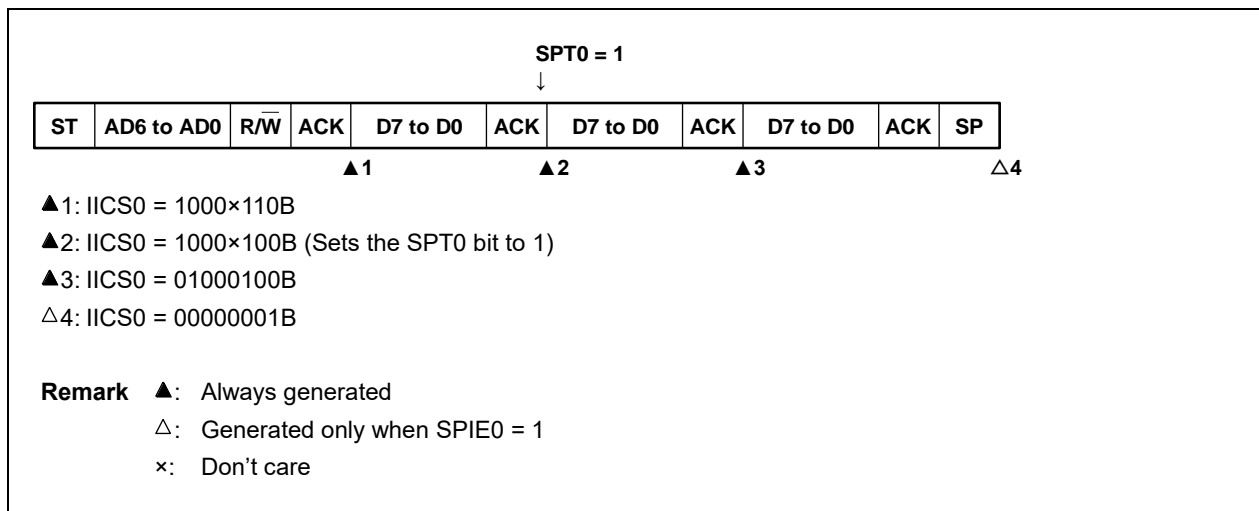 SPT0 = 1
↓
ST AD6 to AD0 R/W̅ ACK D7 to D0 ACK D7 to D0 ACK D7 to D0 ACK SP
▲1 ▲2 ▲3 △4
▲1: IICS0 = 1000×110B
▲2: IICS0 = 1000×100B (Sets the SPT0 bit to 1)
▲3: IICS0 = 01000100B
△4: IICS0 = 00000001B
Remark ▲: Always generated
△: Generated only when SPIE0 = 1
×: Don’t care